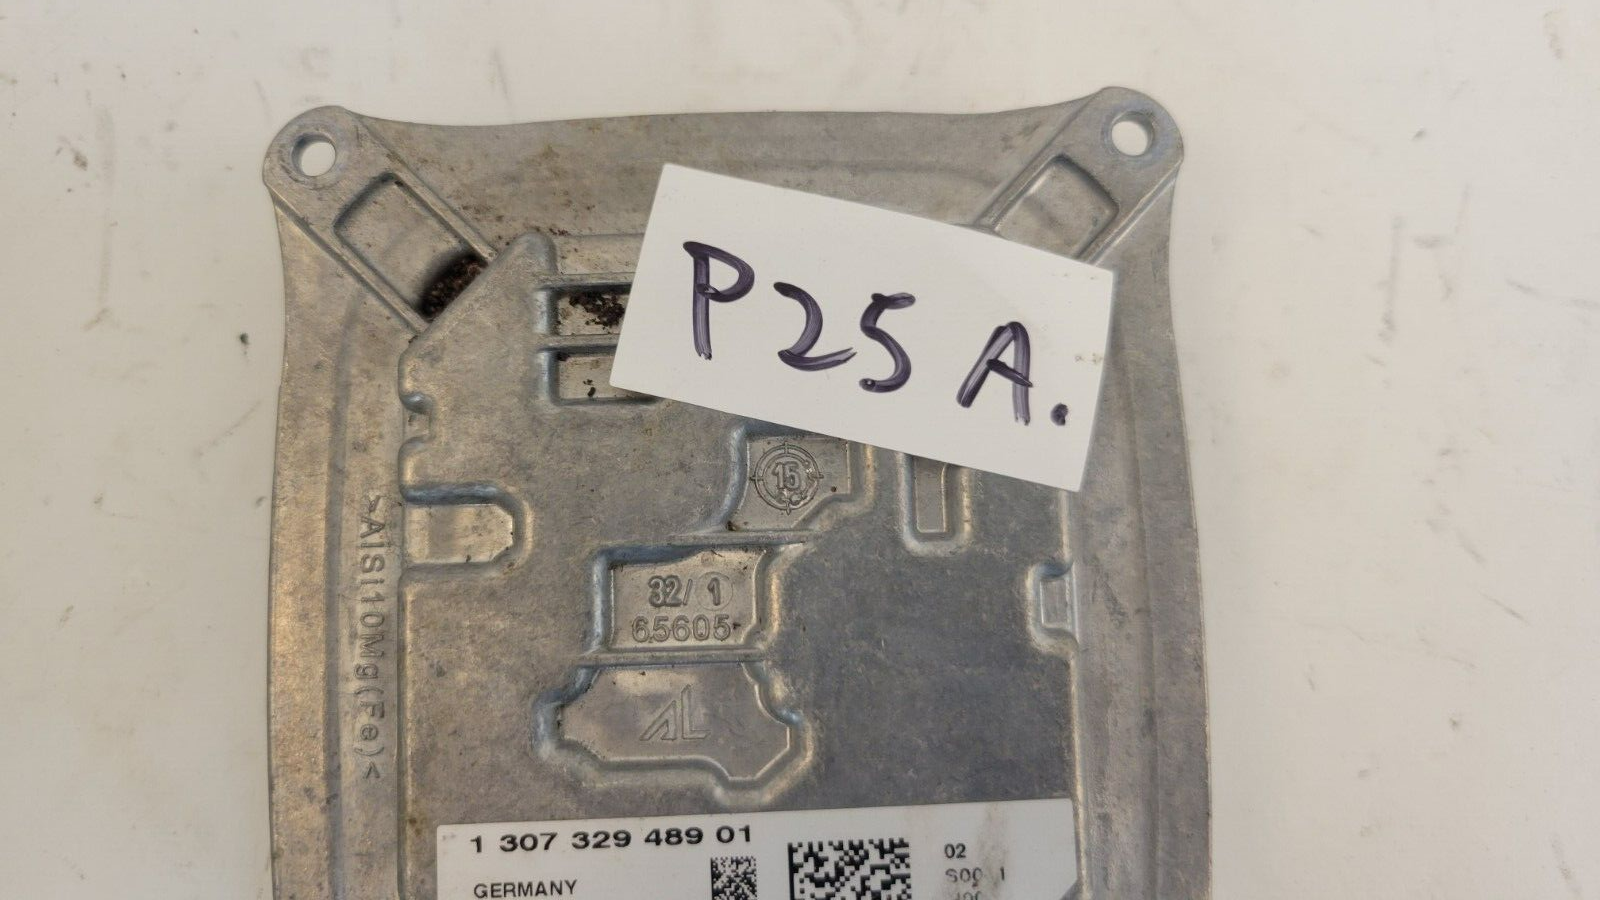 P25A.
15
>AlSi10Mg(Fe)<
32/1
65605
AL
1 307 329 489 01
GERMANY
02